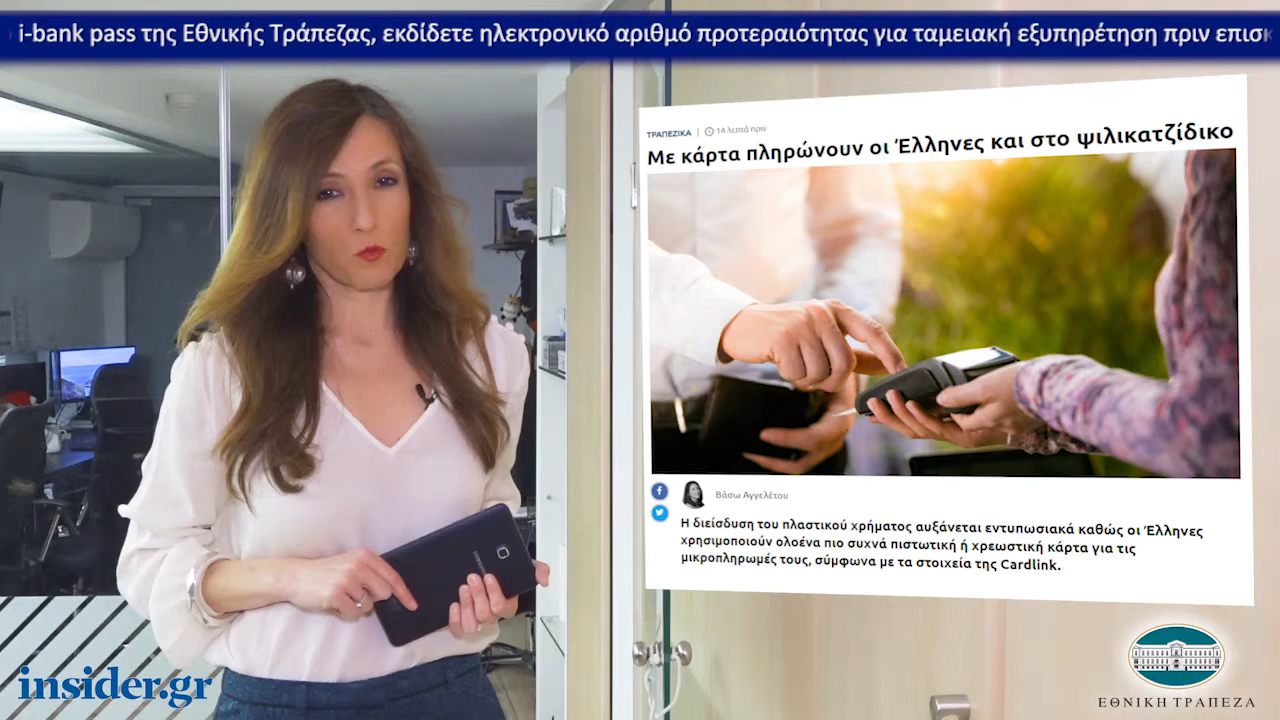 i-bank pass της Εθνικής Τράπεζας, εκδίδετε ηλεκτρονικό αριθμό προτεραιότητας για ταμειακή εξυπηρέτηση πριν επισκ
ΤΡΑΠΕΖΙΚΑ | 14 λεπτά πριν
Με κάρτα πληρώνουν οι Έλληνες και στο ψιλικατζίδικο
Βάσω Αγγελέτου
Η διείσδυση του πλαστικού χρήματος αυξάνεται εντυπωσιακά καθώς οι Έλληνες
χρησιμοποιούν ολοένα πιο συχνά πιστωτική ή χρεωστική κάρτα για τις
μικροπληρωμές τους, σύμφωνα με τα στοιχεία της Cardlink.
SAMSUNG
insider.gr
ΕΘΝΙΚΗ ΤΡΑΠΕΖΑ